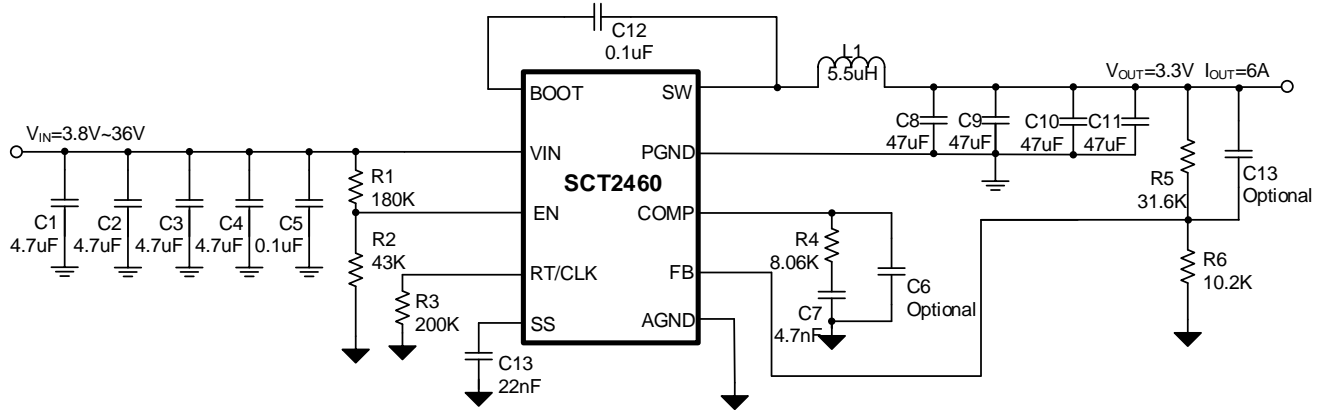 C12
0.1uF
L1
5.5uH
VOUT=3.3V IOUT=6A
BOOT
SW
C8
47uF
C9
47uF
C10
47uF
C11
47uF
VIN=3.8V~36V
VIN
PGND
SCT2460
R1
180K
R5
31.6K
C13
Optional
EN
COMP
C1
4.7uF
C2
4.7uF
C3
4.7uF
C4
4.7uF
C5
0.1uF
R2
43K
R4
8.06K
RT/CLK
FB
C6
Optional
R6
10.2K
R3
200K
C7
4.7nF
SS
AGND
C13
22nF